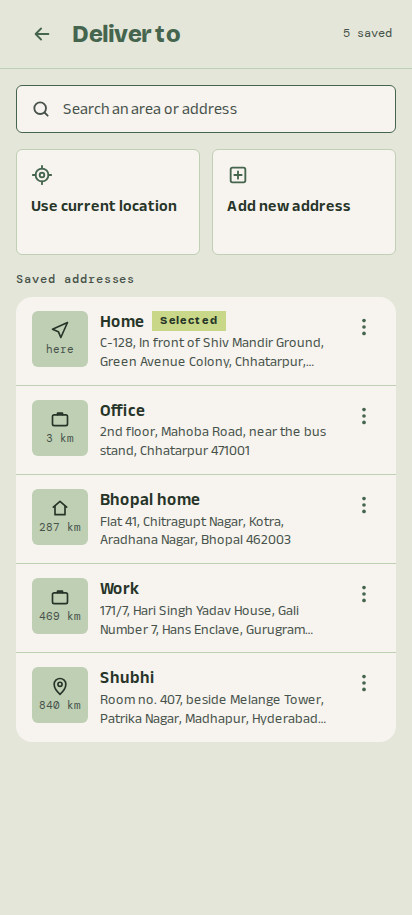 Deliver to
5 saved
Search an area or address
Use current location
Add new address
Saved addresses
Home Selected
here
C-128, In front of Shiv Mandir Ground,
Green Avenue Colony, Chhatarpur,...
Office
3 km
2nd floor, Mahoba Road, near the bus
stand, Chhatarpur 471001
Bhopal home
287 km
Flat 41, Chitragupt Nagar, Kotra,
Aradhana Nagar, Bhopal 462003
Work
469 km
171/7, Hari Singh Yadav House, Gali
Number 7, Hans Enclave, Gurugram...
Shubhi
840 km
Room no. 407, beside Melange Tower,
Patrika Nagar, Madhapur, Hyderabad...